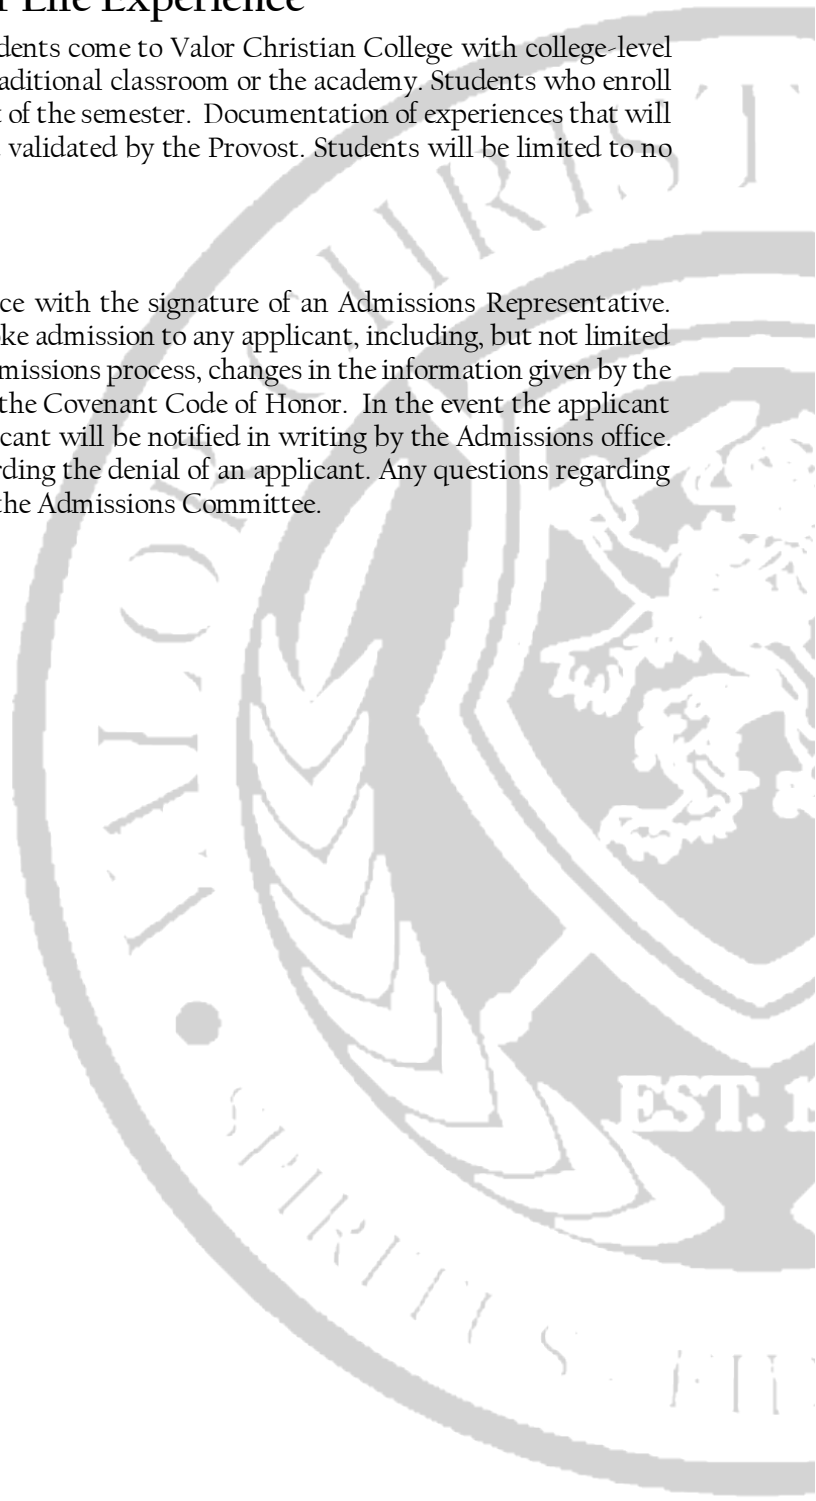 r Life Experience
dents come to Valor Christian College with college-level
aditional classroom or the academy. Students who enroll
of the semester. Documentation of experiences that will
validated by the Provost. Students will be limited to no
ce with the signature of an Admissions Representative.
ke admission to any applicant, including, but not limited
missions process, changes in the information given by the
the Covenant Code of Honor. In the event the applicant
cant will be notified in writing by the Admissions office.
rding the denial of an applicant. Any questions regarding
the Admissions Committee.
VALOR CHRIST
EST. 1
SPIRITUS